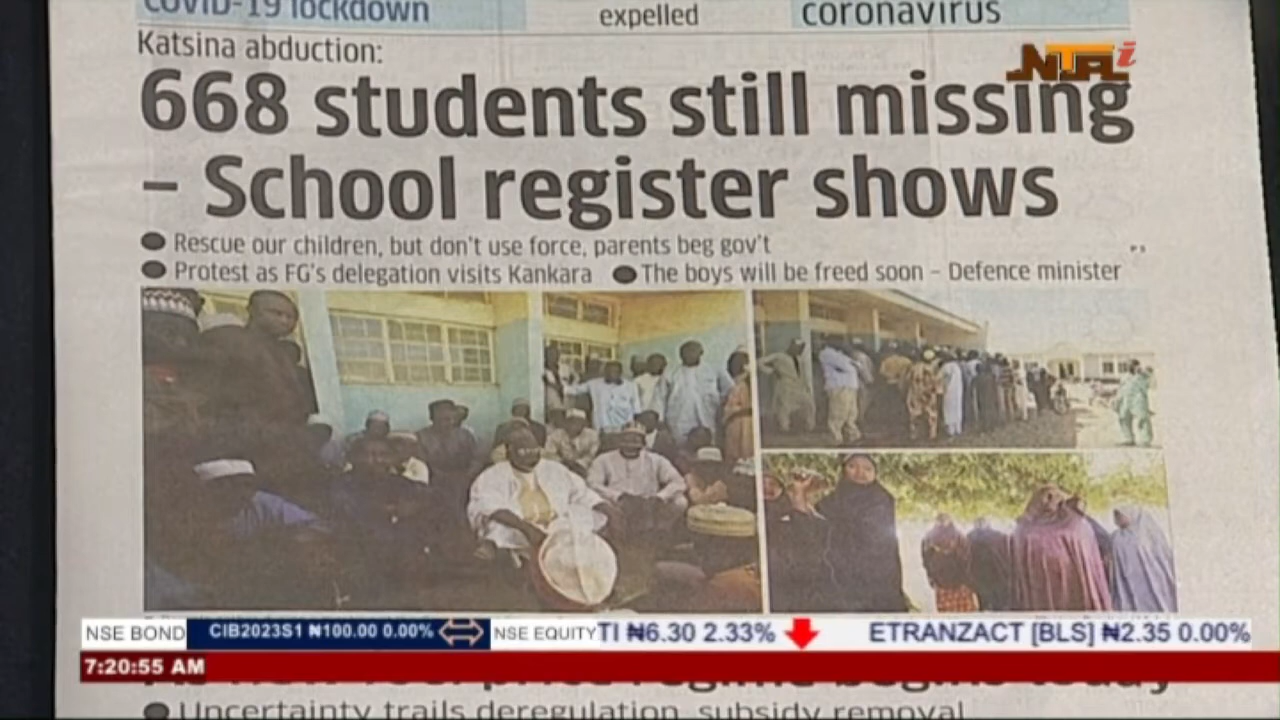 COVID-19 lockdown
expelled
coronavirus
Katsina abduction:
NTA i
668 students still missing
– School register shows
● Rescue our children, but don't use force, parents beg gov't
● Protest as FG's delegation visits Kankara ● The boys will be freed soon – Defence minister
NSE BOND CIB2023S1 ₦100.00 0.00% NSE EQUITY TI ₦6.30 2.33% ETRANZACT [BLS] ₦2.35 0.00%
7:20:55 AM
● Uncertainty trails deregulation, subsidy removal